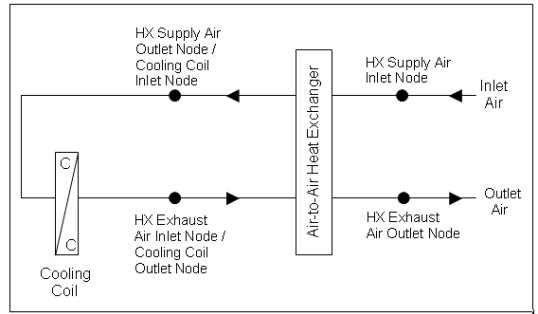 HX Supply Air
Outlet Node /
Cooling Coil
Inlet Node
HX Supply Air
Inlet Node
Inlet
Air
Air-to-Air Heat Exchanger
C
C
Cooling
Coil
HX Exhaust
Air Inlet Node /
Cooling Coil
Outlet Node
HX Exhaust
Air Outlet Node
Outlet
Air